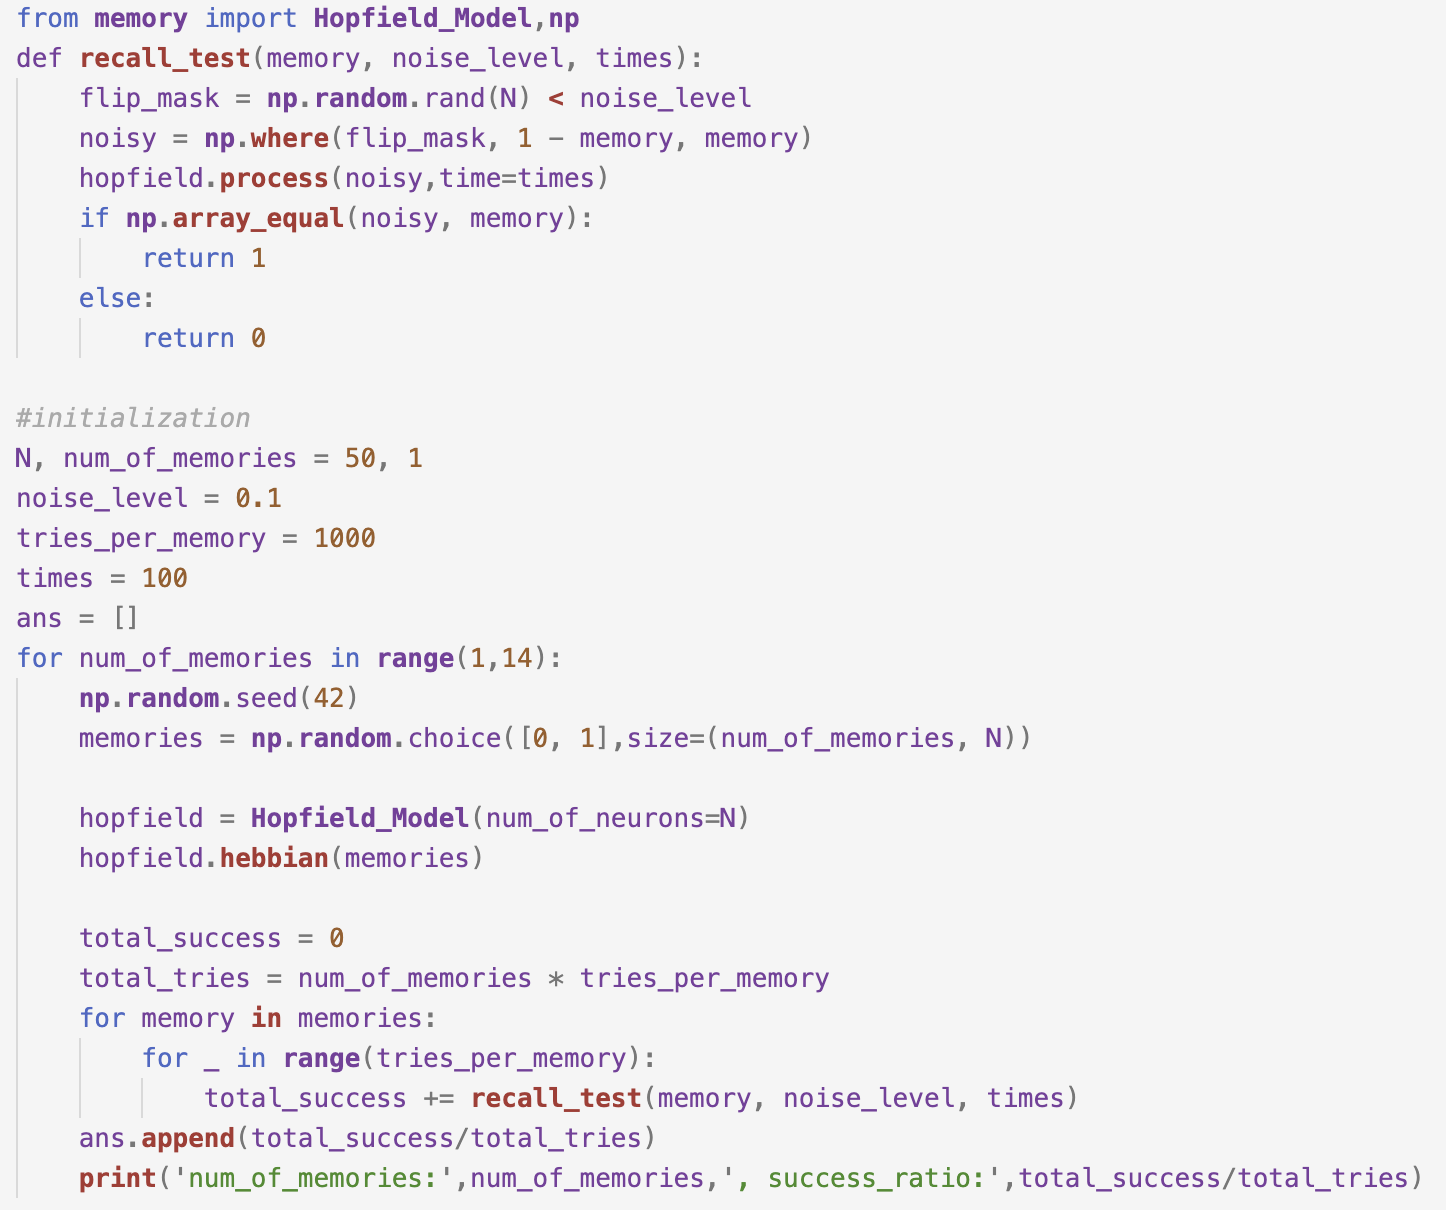 from memory import Hopfield_Model,np
def recall_test(memory, noise_level, times):
    flip_mask = np.random.rand(N) < noise_level
    noisy = np.where(flip_mask, 1 - memory, memory)
    hopfield.process(noisy,time=times)
    if np.array_equal(noisy, memory):
        return 1
    else:
        return 0

#initialization
N, num_of_memories = 50, 1
noise_level = 0.1
tries_per_memory = 1000
times = 100
ans = []
for num_of_memories in range(1,14):
    np.random.seed(42)
    memories = np.random.choice([0, 1],size=(num_of_memories, N))

    hopfield = Hopfield_Model(num_of_neurons=N)
    hopfield.hebbian(memories)

    total_success = 0
    total_tries = num_of_memories * tries_per_memory
    for memory in memories:
        for _ in range(tries_per_memory):
            total_success += recall_test(memory, noise_level, times)
    ans.append(total_success/total_tries)
    print('num_of_memories:',num_of_memories,', success_ratio:',total_success/total_tries)